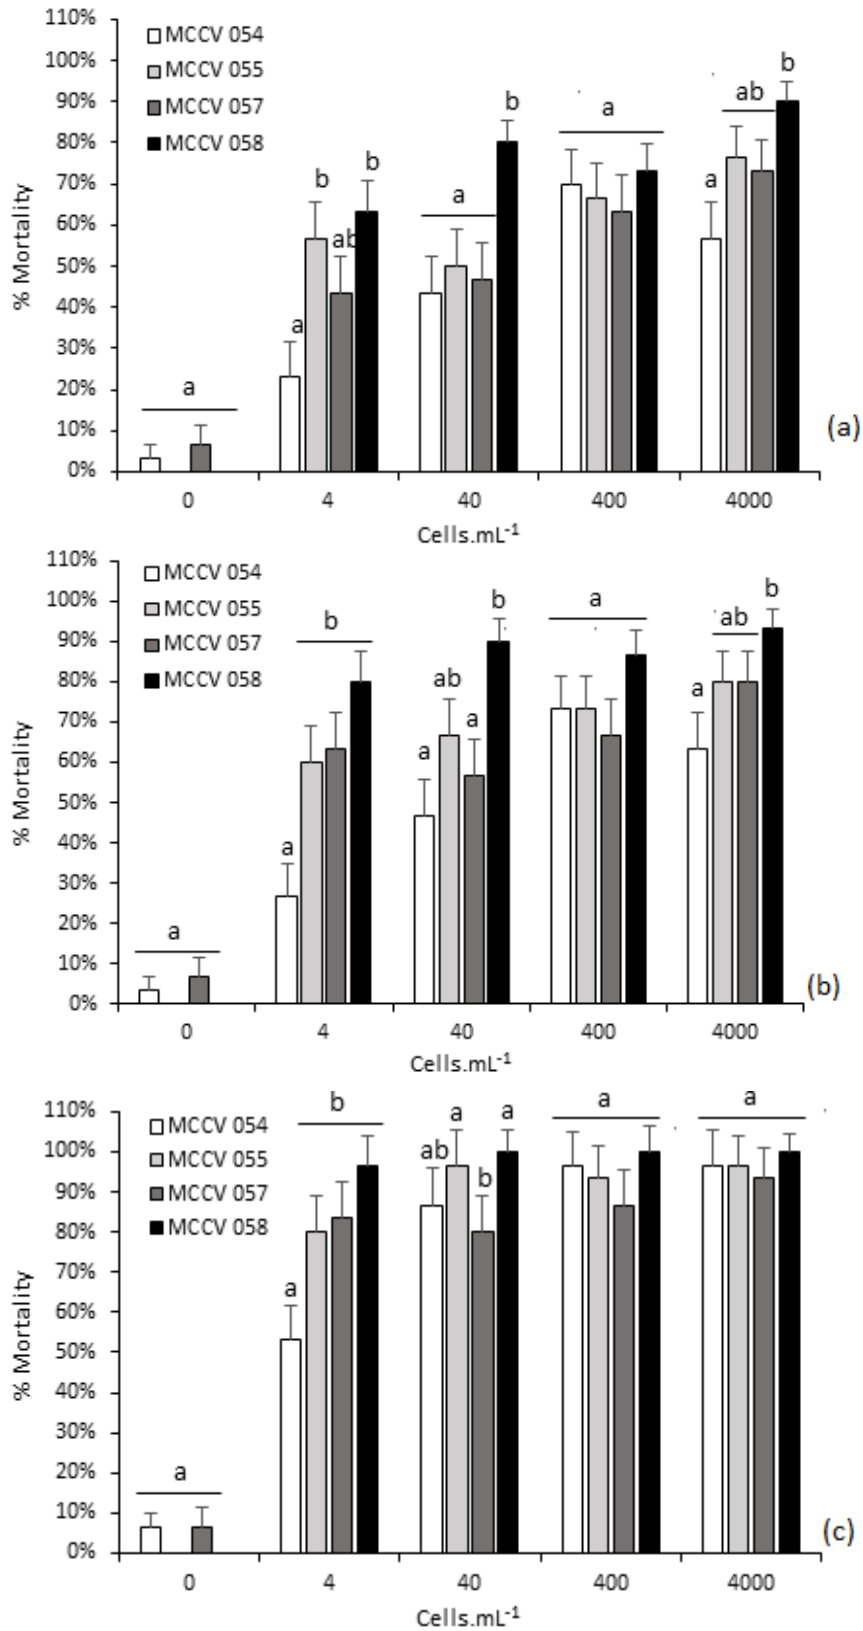 110%
100%
90%
80%
70%
60%
50%
40%
30%
20%
10%
0%
% Mortality
MCCV 054
MCCV 055
MCCV 057
MCCV 058
a
a b ab b
a b
a
a ab b
0 4 40 400 4000
Cells.mL⁻¹
(a)
110%
100%
90%
80%
70%
60%
50%
40%
30%
20%
10%
0%
% Mortality
MCCV 054
MCCV 055
MCCV 057
MCCV 058
a
a b
a ab a b
a
a ab b
0 4 40 400 4000
Cells.mL⁻¹
(b)
110%
100%
90%
80%
70%
60%
50%
40%
30%
20%
10%
0%
% Mortality
MCCV 054
MCCV 055
MCCV 057
MCCV 058
a
a b
ab a b a
a
a
0 4 40 400 4000
Cells.mL⁻¹
(c)